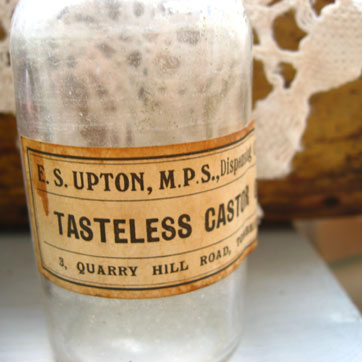 E. S. UPTON, M.P.S., Dispensing
TASTELESS CASTOR
3, QUARRY HILL ROAD,